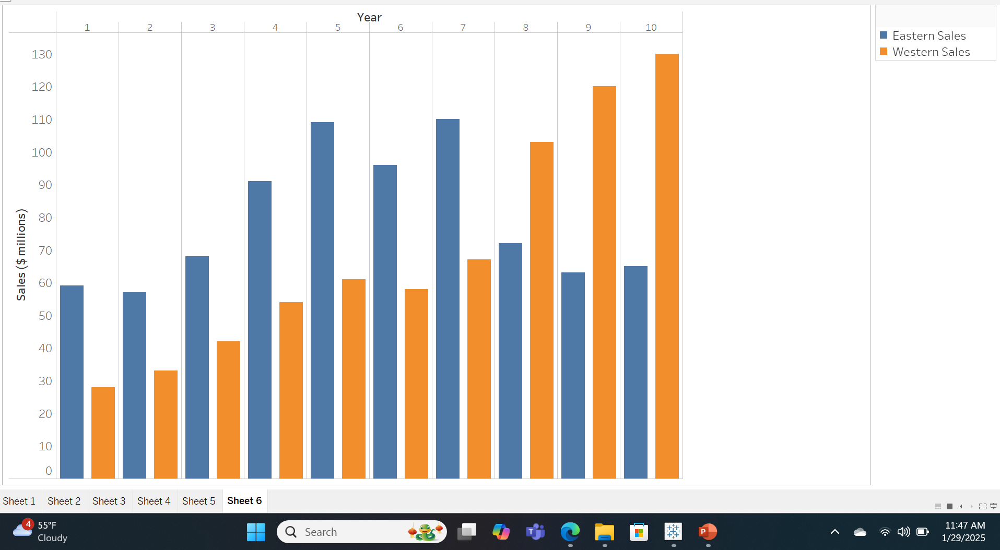 Year
1 2 3 4 5 6 7 8 9 10
Eastern Sales
Western Sales
Sales ($ millions)
130
120
110
100
90
80
70
60
50
40
30
20
10
0
Sheet 1 Sheet 2 Sheet 3 Sheet 4 Sheet 5 Sheet 6
4
55°F
Cloudy
Search
T
P
11:47 AM
1/29/2025